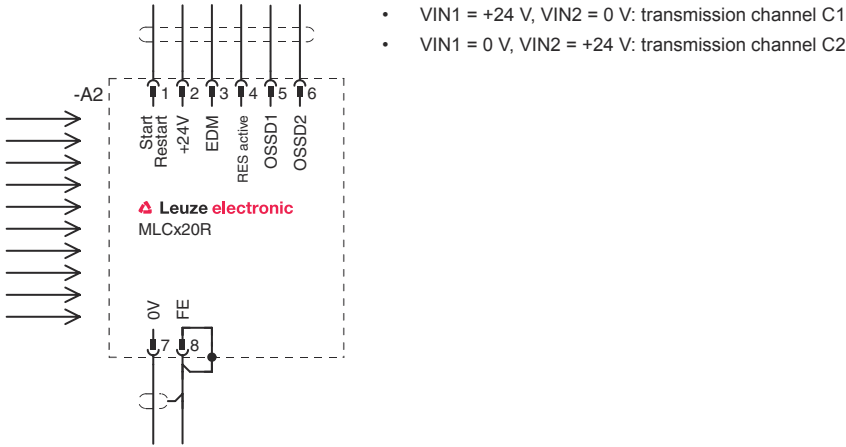 • VIN1 = +24 V, VIN2 = 0 V: transmission channel C1
• VIN1 = 0 V, VIN2 = +24 V: transmission channel C2
-A2
1 2 3 4 5 6
Start
Restart
+24V
EDM
RES active
OSSD1
OSSD2
Leuze electronic
MLCx20R
0V
FE
7 8